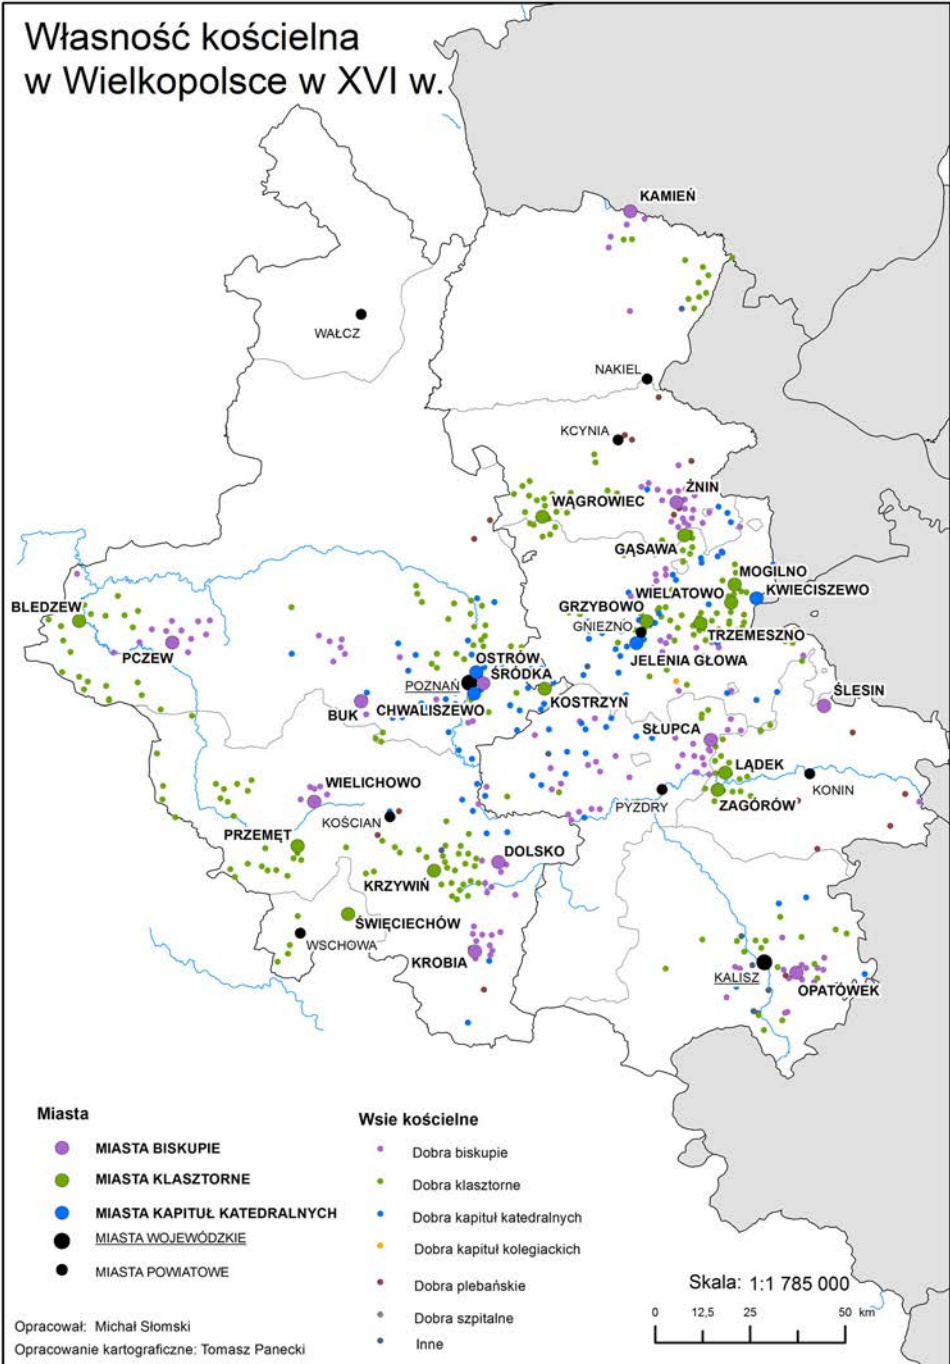 Własność kościelna
w Wielkopolsce w XVI w.
KAMIEŃ
WAŁCZ
NAKIEL
KCYNIA
ŻNIN
WĄGROWIEC
GĄSAWA
MOGILNO
WIELATOWO
KWIECISZEWO
BLEDZEW
GRZYBOWO
GNIEZNO
TRZEMESZNO
PCZEW
OSTRÓW
JELENIA GŁOWA
ŚRÓDKA
POZNAŃ
ŚLESIN
BUK
CHWALISZEWO
KOSTRZYN
SŁUPCA
LĄDEK
WIELICHOWO
KONIN
PYZDRY
ZAGÓRÓW
KOŚCIAN
PRZEMĘT
DOLSKO
KRZYWIŃ
ŚWIĘCIECHÓW
WSCHOWA
KROBIA
KALISZ
OPATÓWEK
Miasta
MIASTA BISKUPIE
MIASTA KLASZTORNE
MIASTA KAPITUŁ KATEDRALNYCH
MIASTA WOJEWÓDZKIE
MIASTA POWIATOWE
Wsie kościelne
Dobra biskupie
Dobra klasztorne
Dobra kapituł katedralnych
Dobra kapituł kolegiackich
Dobra plebańskie
Dobra szpitalne
Inne
Skala: 1:1 785 000
0 12,5 25 50 km
Opracował: Michał Słomski
Opracowanie kartograficzne: Tomasz Panecki